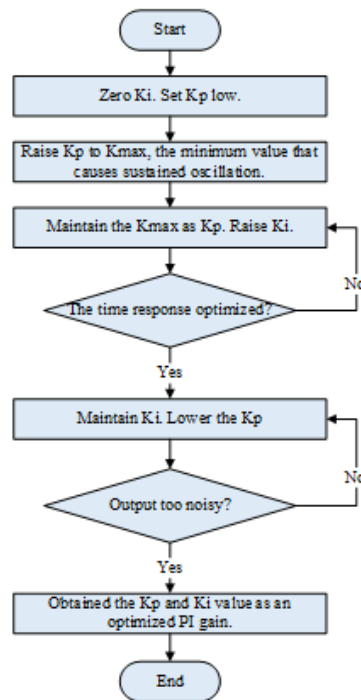 Start
Zero Ki. Set Kp low.
Raise Kp to Kmax, the minimum value that
causes sustained oscillation.
Maintain the Kmax as Kp. Raise Ki.
The time response optimized?
No
Yes
Maintain Ki. Lower the Kp
Output too noisy?
No
Yes
Obtained the Kp and Ki value as an
optimized PI gain.
End